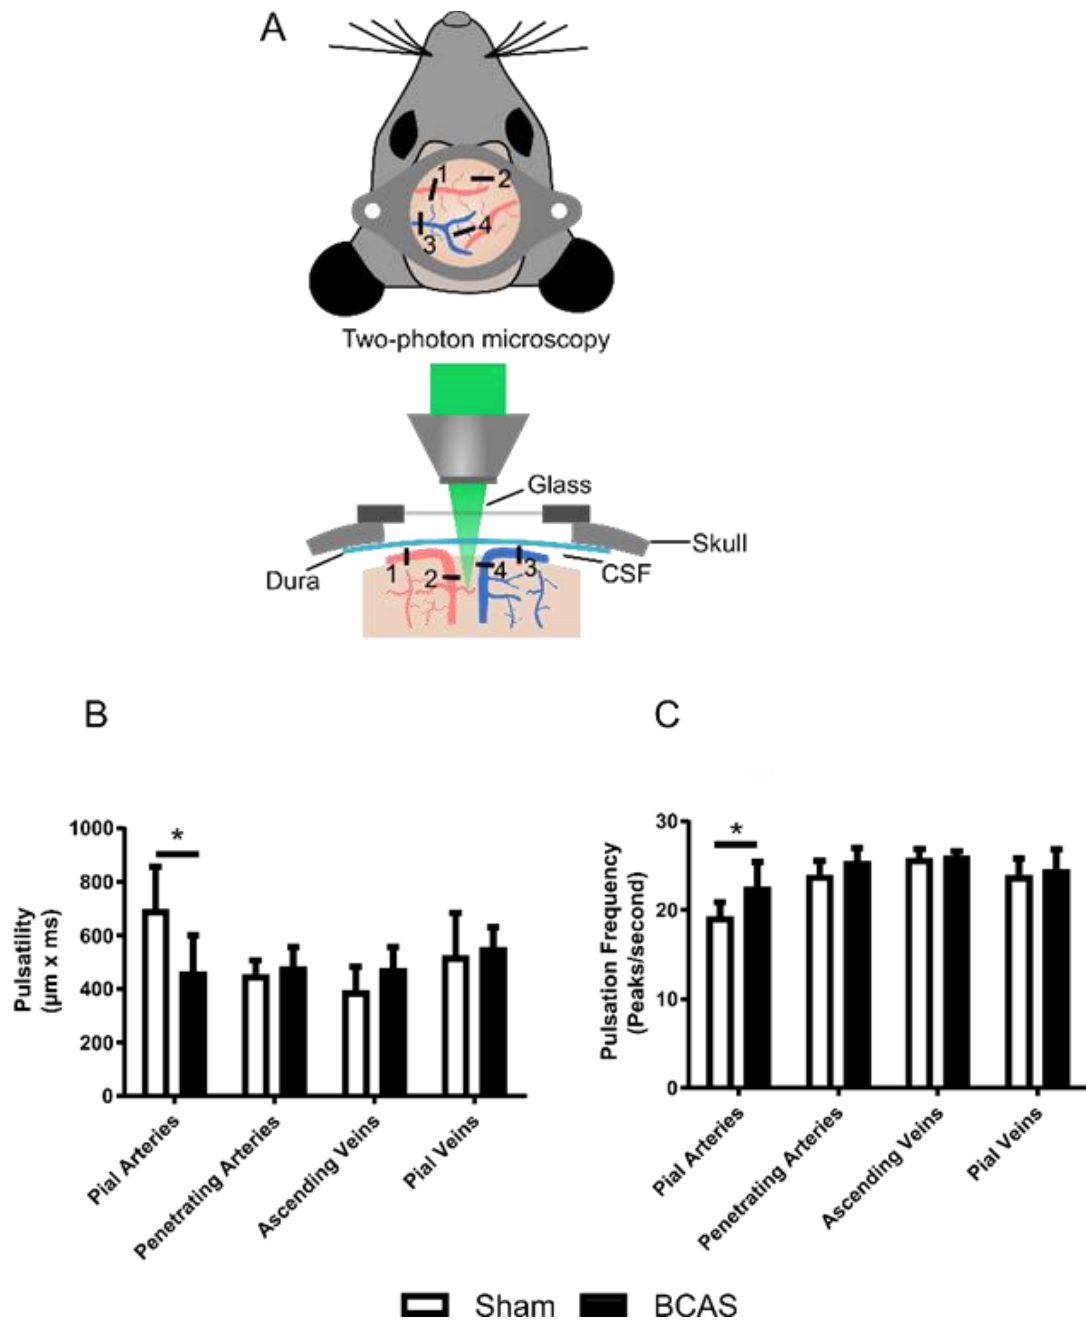 A
1
2
3
4
Two-photon microscopy
Glass
Skull
Dura
CSF
1
2
4
3
B
C
1000
800
600
400
200
0
Pulsatility
(µm x ms)
*
Pial Arteries
Penetrating Arteries
Ascending Veins
Pial Veins
30
20
10
0
Pulsation Frequency
(Peaks/second)
*
Pial Arteries
Penetrating Arteries
Ascending Veins
Pial Veins
Sham BCAS